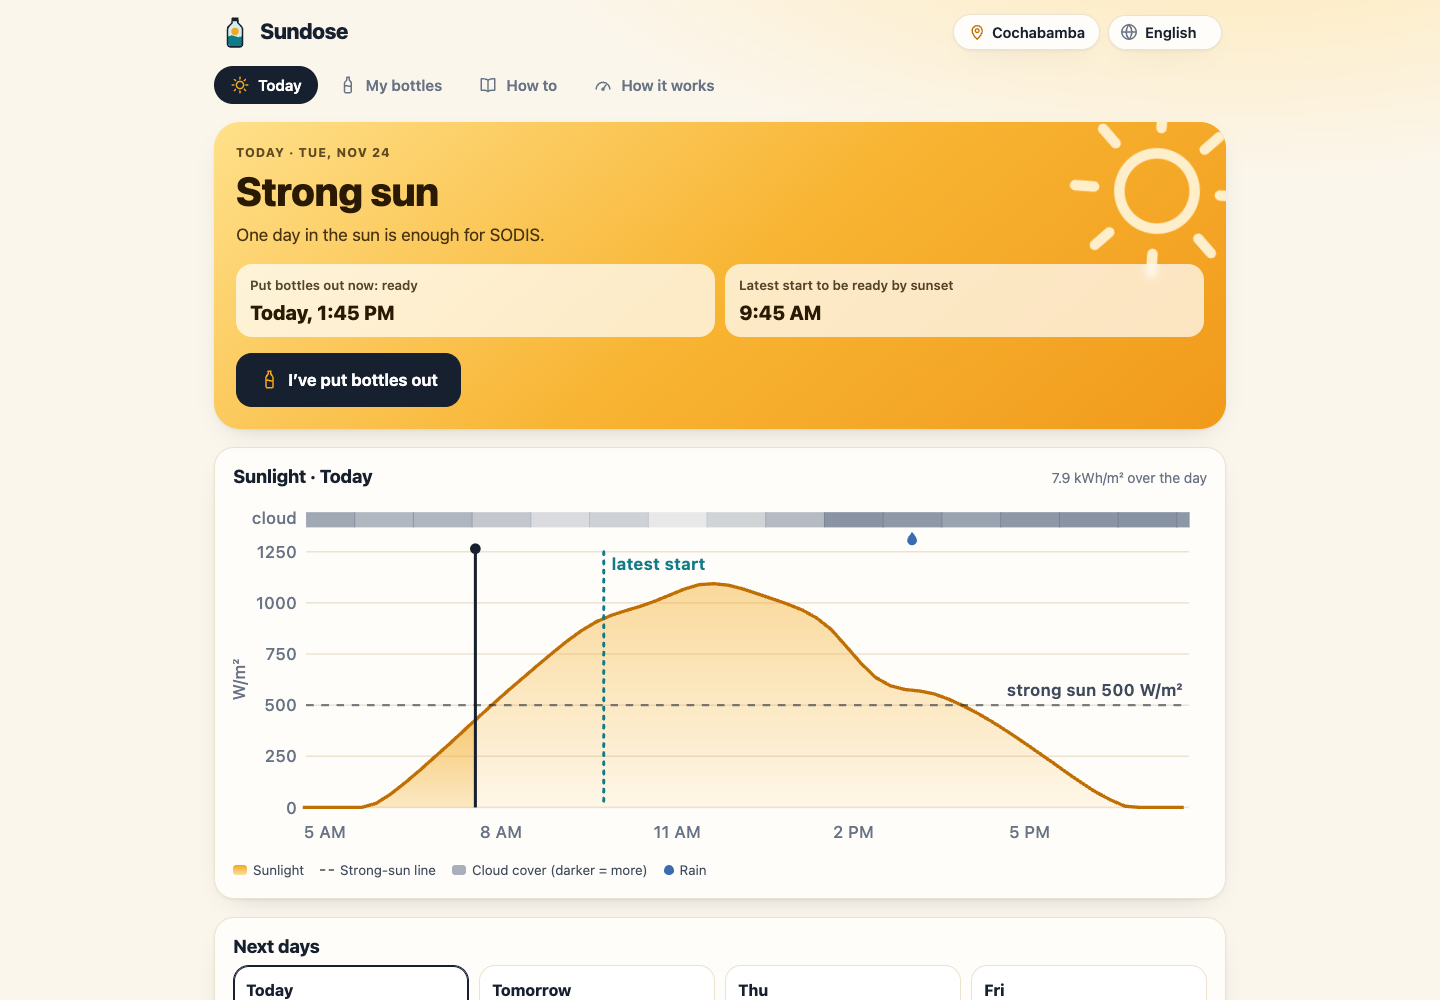 Sundose
Cochabamba
English
Today
My bottles
How to
How it works
TODAY · TUE, NOV 24
Strong sun
One day in the sun is enough for SODIS.
Put bottles out now: ready
Today, 1:45 PM
Latest start to be ready by sunset
9:45 AM
I’ve put bottles out
Sunlight · Today
7.9 kWh/m² over the day
cloud
1250
latest start
1000
750
W/m²
strong sun 500 W/m²
500
250
0
5 AM
8 AM
11 AM
2 PM
5 PM
Sunlight
Strong-sun line
Cloud cover (darker = more)
Rain
Next days
Today
Tomorrow
Thu
Fri